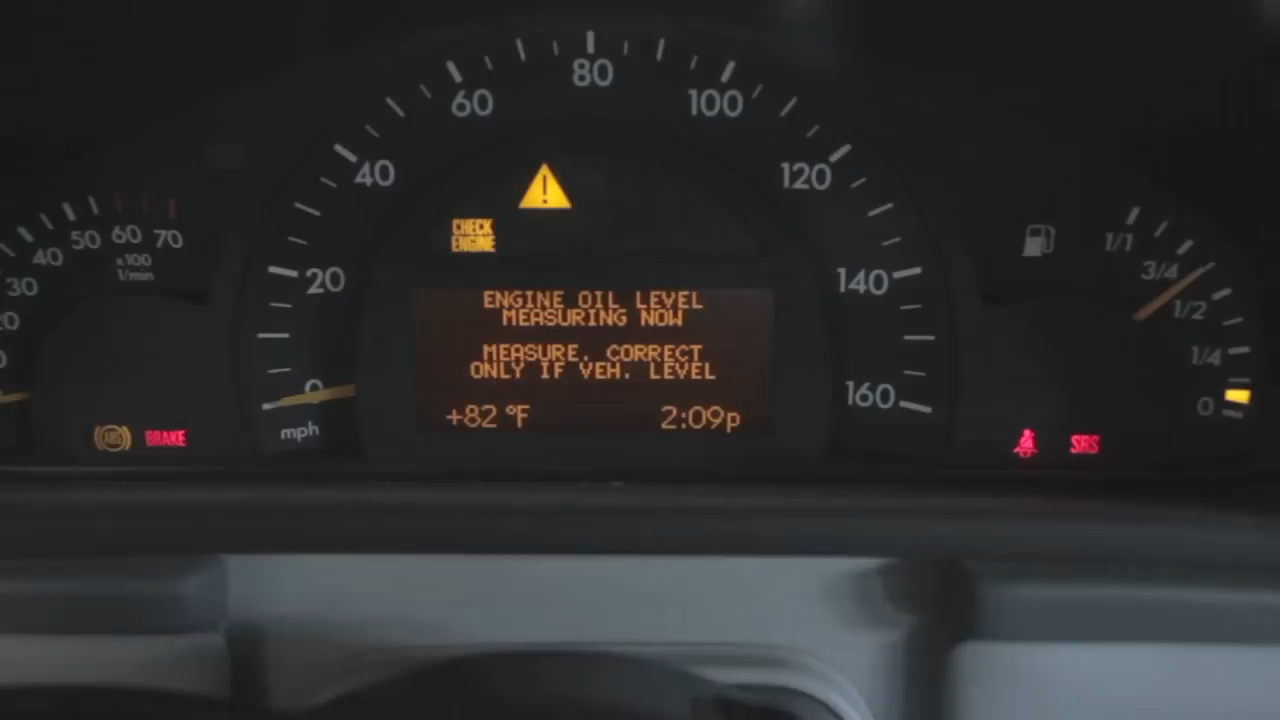 80
60
100
40
120
20
140
0
160
mph
CHECK
ENGINE
ENGINE OIL LEVEL
MEASURING NOW
MEASURE. CORRECT
ONLY IF VEH. LEVEL
+82 °F
2:09p
30
40
50
60
70
x100
1/min
ABS
BRAKE
1/1
3/4
1/2
1/4
0
SRS